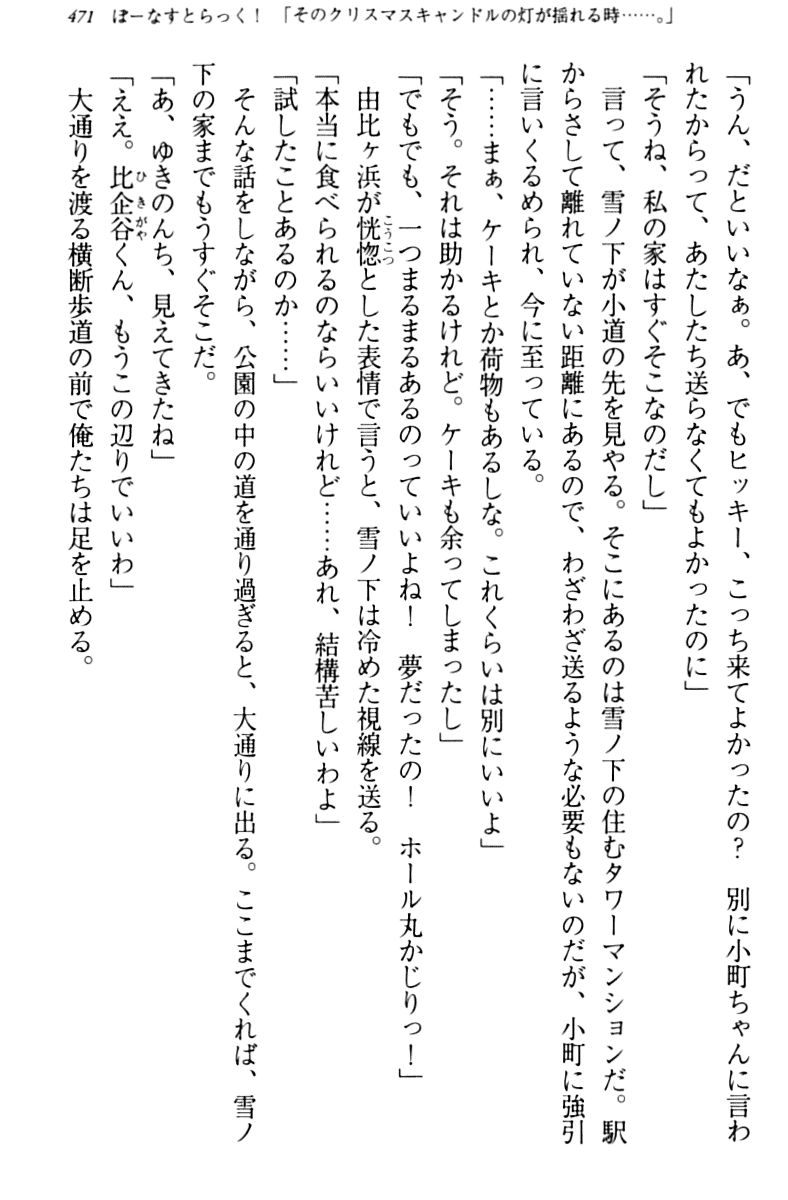 471 ぼーなすとらっく！ 「そのクリスマスキャンドルの灯が揺れる時……。」
「うん、だといいなぁ。あ、でもヒッキー、こっち来てよかったの？　別に小町ちゃんに言わ
れたからって、あたしたち送らなくてもよかったのに」
「そうね、私の家はすぐそこなのだし」
　言って、雪ノ下が小道の先を見やる。そこにあるのは雪ノ下の住むタワーマンションだ。駅
からさして離れていない距離にあるので、わざわざ送るような必要もないのだが、小町に強引
に言いくるめられ、今に至っている。
「……まぁ、ケーキとか荷物もあるしな。これくらいは別にいいよ」
「そう。それは助かるけれど。ケーキも余ってしまったし」
「でもでも、一つまるまるあるのっていいよね！　夢だったの！　ホール丸かじりっ！」
　由比ヶ浜が恍惚とした表情で言うと、雪ノ下は冷めた視線を送る。
「本当に食べられるのならいいけれど……あれ、結構苦しいわよ」
「試したことあるのか……」
　そんな話をしながら、公園の中の道を通り過ぎると、大通りに出る。ここまでくれば、雪ノ
下の家までもうすぐそこだ。
「あ、ゆきのんち、見えてきたね」
「ええ。比企谷くん、もうこの辺りでいいわ」
　大通りを渡る横断歩道の前で俺たちは足を止める。
こうこつ
ひきがや